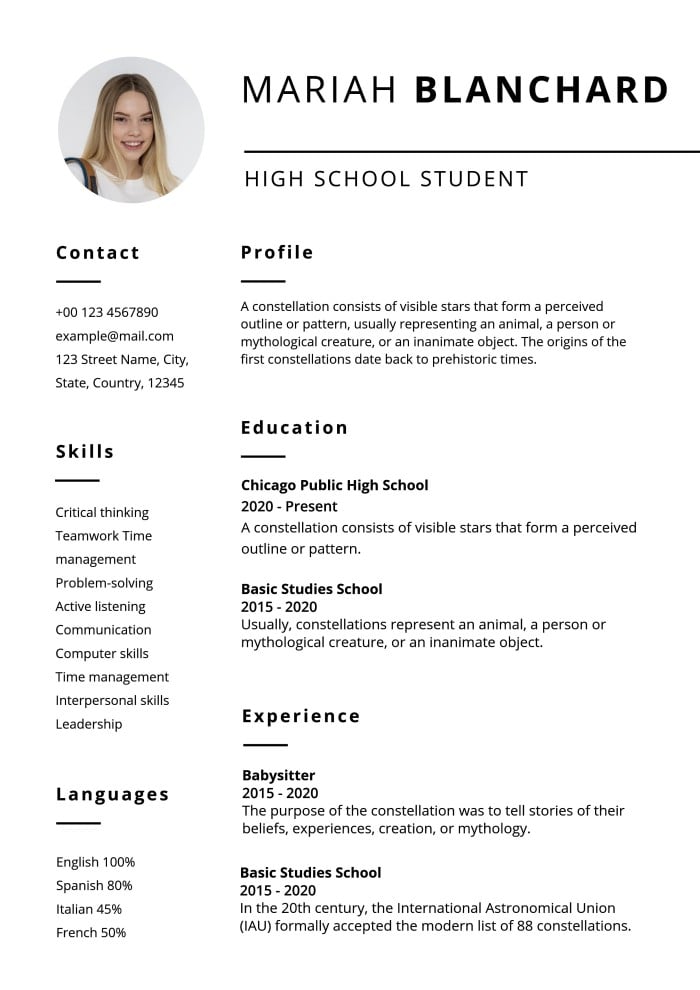 MARIAH BLANCHARD
HIGH SCHOOL STUDENT
Contact
+00 123 4567890
example@mail.com
123 Street Name, City,
State, Country, 12345
Skills
Critical thinking
Teamwork Time
management
Problem-solving
Active listening
Communication
Computer skills
Time management
Interpersonal skills
Leadership
Languages
English 100%
Spanish 80%
Italian 45%
French 50%
Profile
A constellation consists of visible stars that form a perceived
outline or pattern, usually representing an animal, a person or
mythological creature, or an inanimate object. The origins of the
first constellations date back to prehistoric times.
Education
Chicago Public High School
2020 - Present
A constellation consists of visible stars that form a perceived
outline or pattern.
Basic Studies School
2015 - 2020
Usually, constellations represent an animal, a person or
mythological creature, or an inanimate object.
Experience
Babysitter
2015 - 2020
The purpose of the constellation was to tell stories of their
beliefs, experiences, creation, or mythology.
Basic Studies School
2015 - 2020
In the 20th century, the International Astronomical Union
(IAU) formally accepted the modern list of 88 constellations.